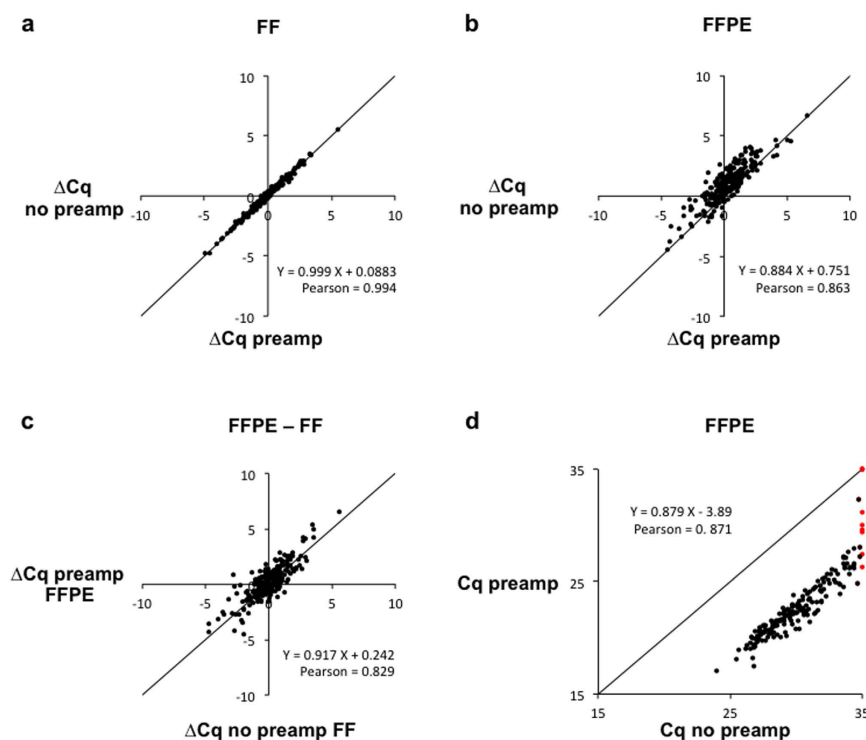 a
FF
10
5
0
-10
-5
0
5
10
-5
-10
ΔCq
no preamp
Y = 0.999 X + 0.0883
Pearson = 0.994
ΔCq preamp
b
FFPE
10
5
0
-10
-5
0
5
10
-5
-10
ΔCq
no preamp
Y = 0.884 X + 0.751
Pearson = 0.863
ΔCq preamp
c
FFPE – FF
10
5
0
-10
-5
0
5
10
-5
-10
ΔCq preamp
FFPE
Y = 0.917 X + 0.242
Pearson = 0.829
ΔCq no preamp FF
d
FFPE
35
25
15
15
25
35
Y = 0.879 X - 3.89
Pearson = 0. 871
Cq preamp
Cq no preamp